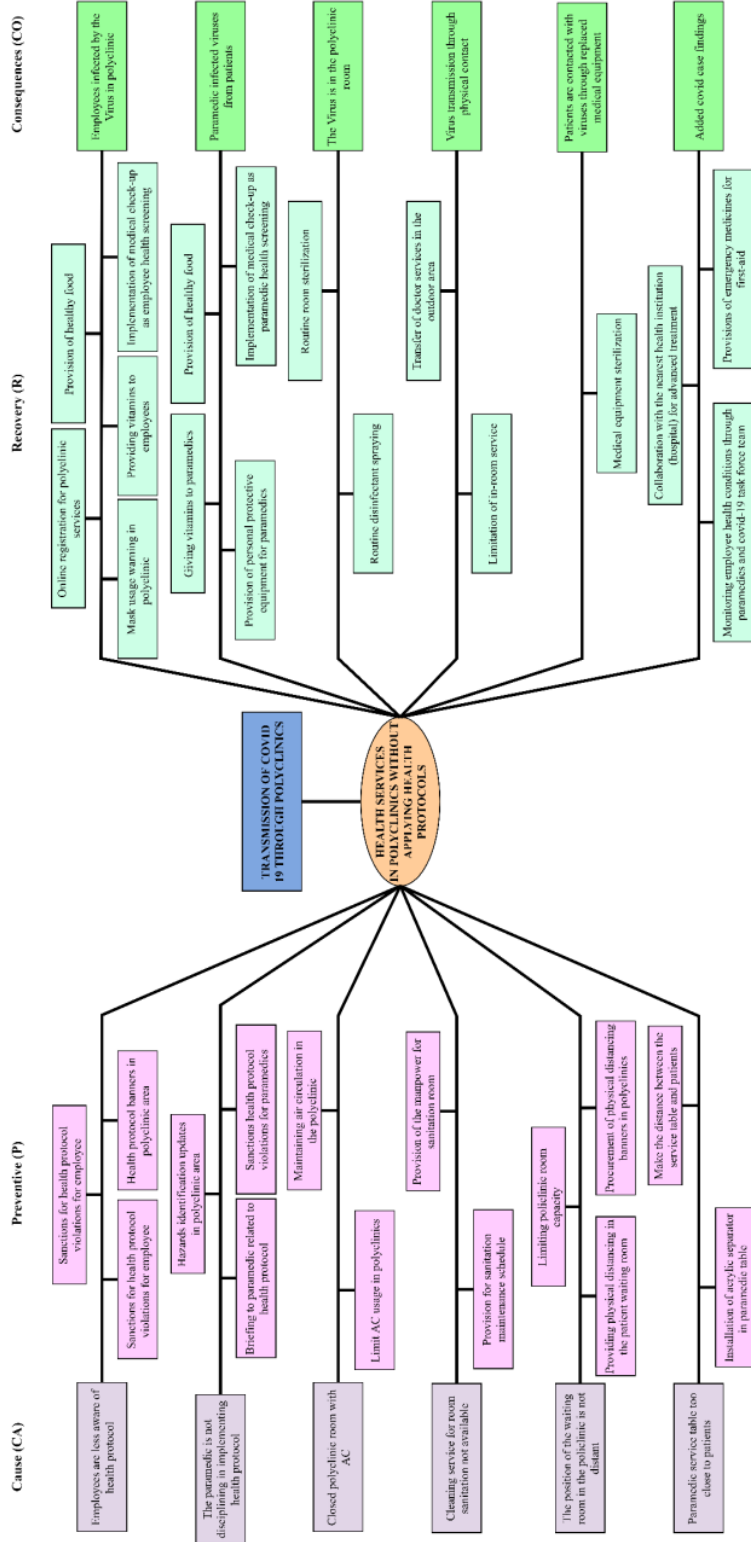 Cause (CA)
Preventive (P)
Recovery (R)
Consequences (CO)
TRANSMISSION OF COVID
19 THROUGH POLYCLINICS
HEALTH SERVICES
IN POLYCLINICS WITHOUT
APPLYING HEALTH
PROTOCOLS
Employees are less aware of
health protocol
Sanctions for health protocol
violations for employee
Sanctions for health protocol
violations for employee
Health protocol banners in
polyclinic area
Online registration for polyclinic
services
Provision of healthy food
Mask usage warning in
polyclinic
Providing vitamins to
employees
Implementation of medical check-up
as employee health screening
Employees infected by the
Virus in polyclinic
The paramedic is not
disciplining in implementing
health protocol
Hazards identification updates
in polyclinic area
Briefing to paramedic related to
health protocol
Sanctions health protocol
violations for paramedics
Giving vitamins to paramedics
Provision of healthy food
Provision of personal protective
equipment for paramedics
Implementation of medical check-up as
paramedic health screening
Paramedic infected viruses
from patients
Closed polyclinic room with
AC
Maintaining air circulation in
the polyclinic
Limit AC usage in polyclinics
Routine room sterilization
Routine disinfectant spraying
The Virus is in the polyclinic
room
Cleaning service for room
sanitation not available
Provision of the manpower for
sanitation room
Provision for sanitation
maintenance schedule
Transfer of doctor services in the
outdoor area
Limitation of in-room service
Virus transmission through
physical contact
The position of the waiting
room in the policlinic is not
distant
Limiting policlinic room
capacity
Providing physical distancing in
the patient waiting room
Procurement of physical distancing
banners in polyclinics
Medical equipment sterilization
Patients are contacted with
viruses through replaced
medical equipment
Paramedic service table too
close to patients
Make the distance between the
service table and patients
Installation of acrylic separator
in paramedic table
Collaboration with the nearest health institution
(hospital) for advanced treatment
Monitoring employee health conditions through
paramedics and covid-19 task force team
Provisions of emergency medicines for
first-aid
Added covid case findings